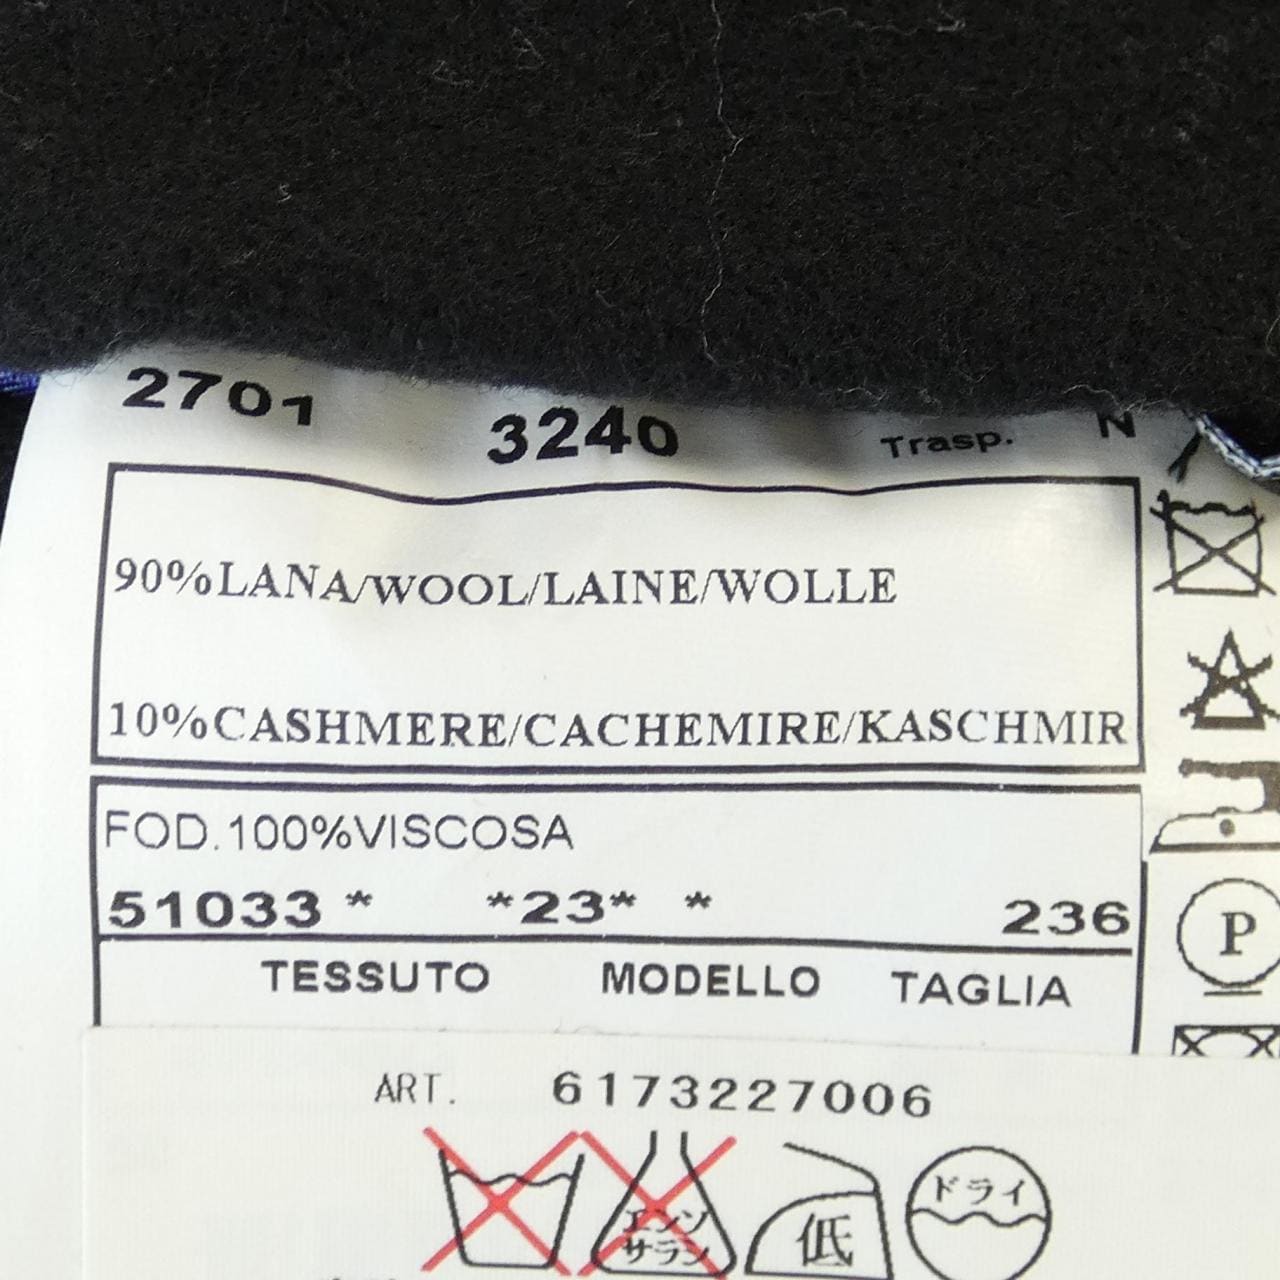 2701 3240 Trasp. N
90%LANA/WOOL/LAINE/WOLLE
10%CASHMERE/CACHEMIRE/KASCHMIR
FOD.100%VISCOSA
51033 * *23* * 236
TESSUTO MODELLO TAGLIA
P
ART. 6173227006
エンソ
サラシ
低
ドライ